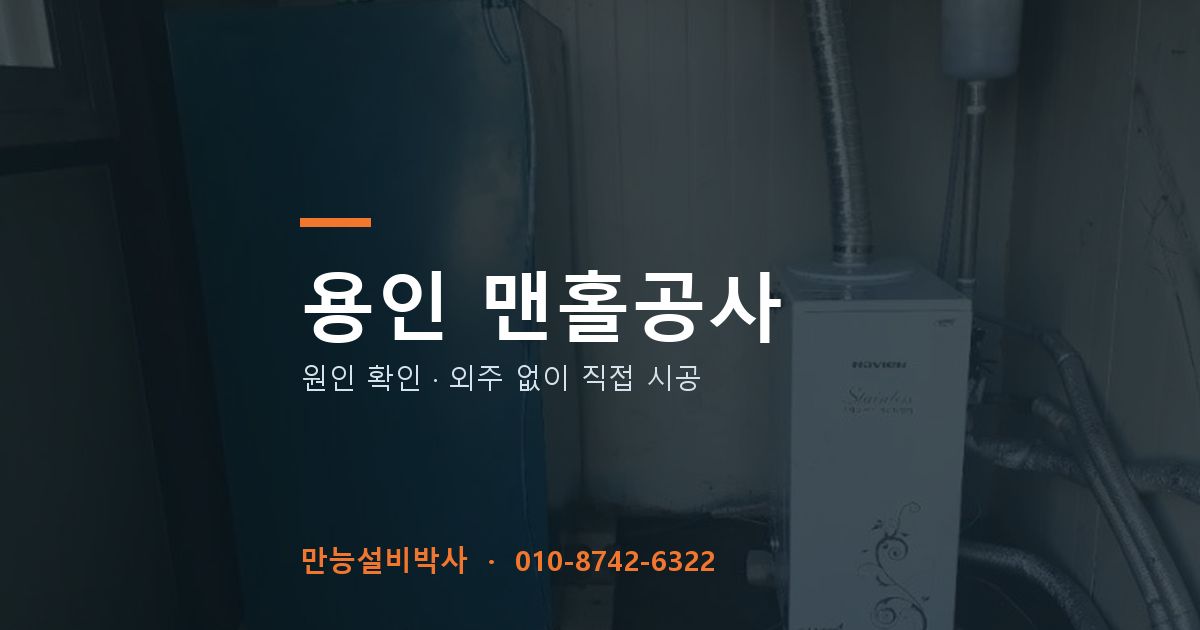 용인 맨홀공사
원인 확인 · 외주 없이 직접 시공
NAVIEN
Stainless
만능설비박사 · 010-8742-6322